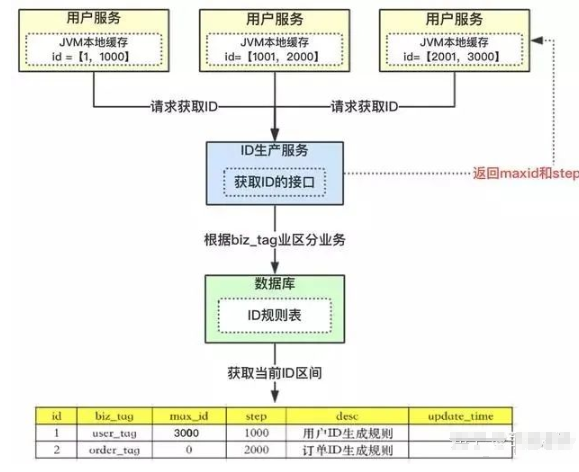 用户服务
JVM本地缓存
id =【1，1000】
用户服务
JVM本地缓存
id=【1001，2000】
用户服务
JVM本地缓存
id=【2001，3000】
请求获取ID
请求获取ID
ID生产服务
获取ID的接口
返回maxid和step
根据biz_tag业区分业务
数据库
ID规则表
获取当前ID区间
id biz_tag max_id step desc update_time
1 user_tag 3000 1000 用户ID生成规则
2 order_tag 0 2000 订单ID生成规则